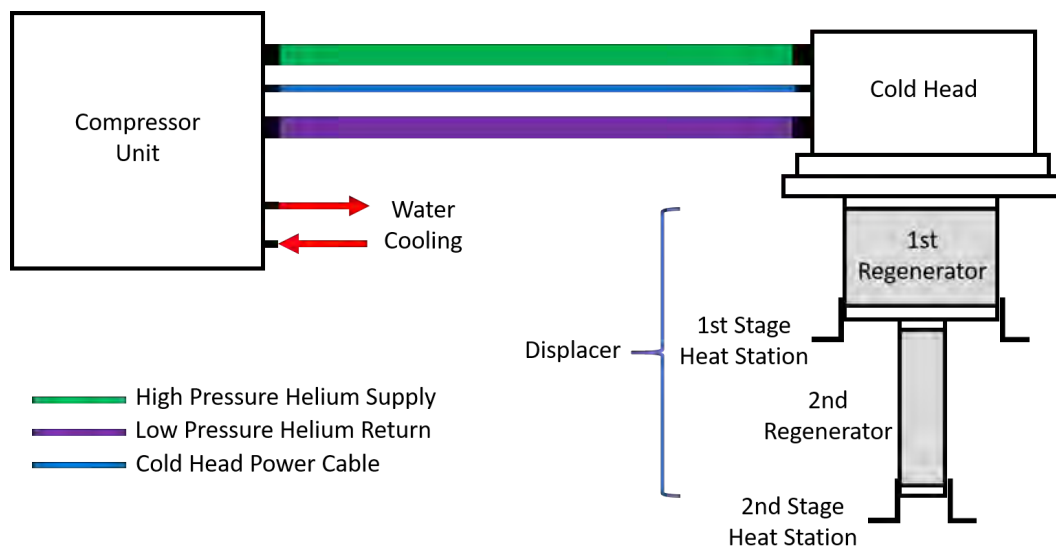 Compressor
Unit
Cold Head
Water
Cooling
1st
Regenerator
1st Stage
Heat Station
Displacer
2nd
Regenerator
2nd Stage
Heat Station
High Pressure Helium Supply
Low Pressure Helium Return
Cold Head Power Cable